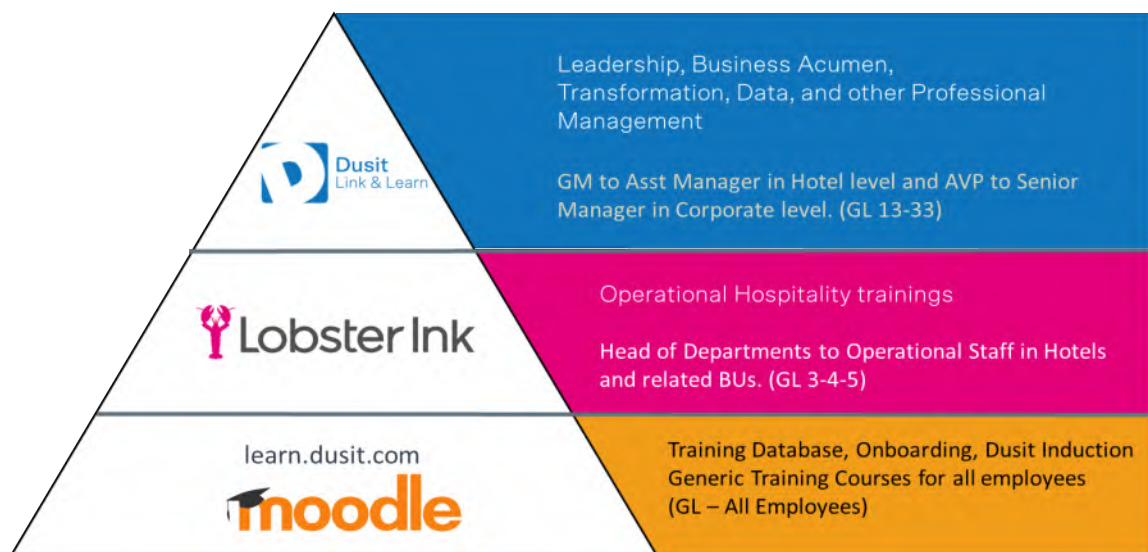 Leadership, Business Acumen,
Transformation, Data, and other Professional
Management
Dusit
Link & Learn
GM to Asst Manager in Hotel level and AVP to Senior
Manager in Corporate level. (GL 13-33)
Operational Hospitality trainings
Lobster Ink
Head of Departments to Operational Staff in Hotels
and related BUs. (GL 3-4-5)
learn.dusit.com
moodle
Training Database, Onboarding, Dusit Induction
Generic Training Courses for all employees
(GL – All Employees)